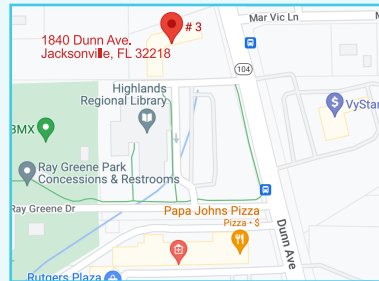 Mar Vic Ln
# 3
1840 Dunn Ave.
Jacksonville, FL 32218
104
Highlands
Regional Library
$
VyStar
BMX
Ray Greene Park
Concessions & Restrooms
Ray Greene Dr
Papa Johns Pizza
Pizza • $
Dunn Ave
Rutgers Plaza